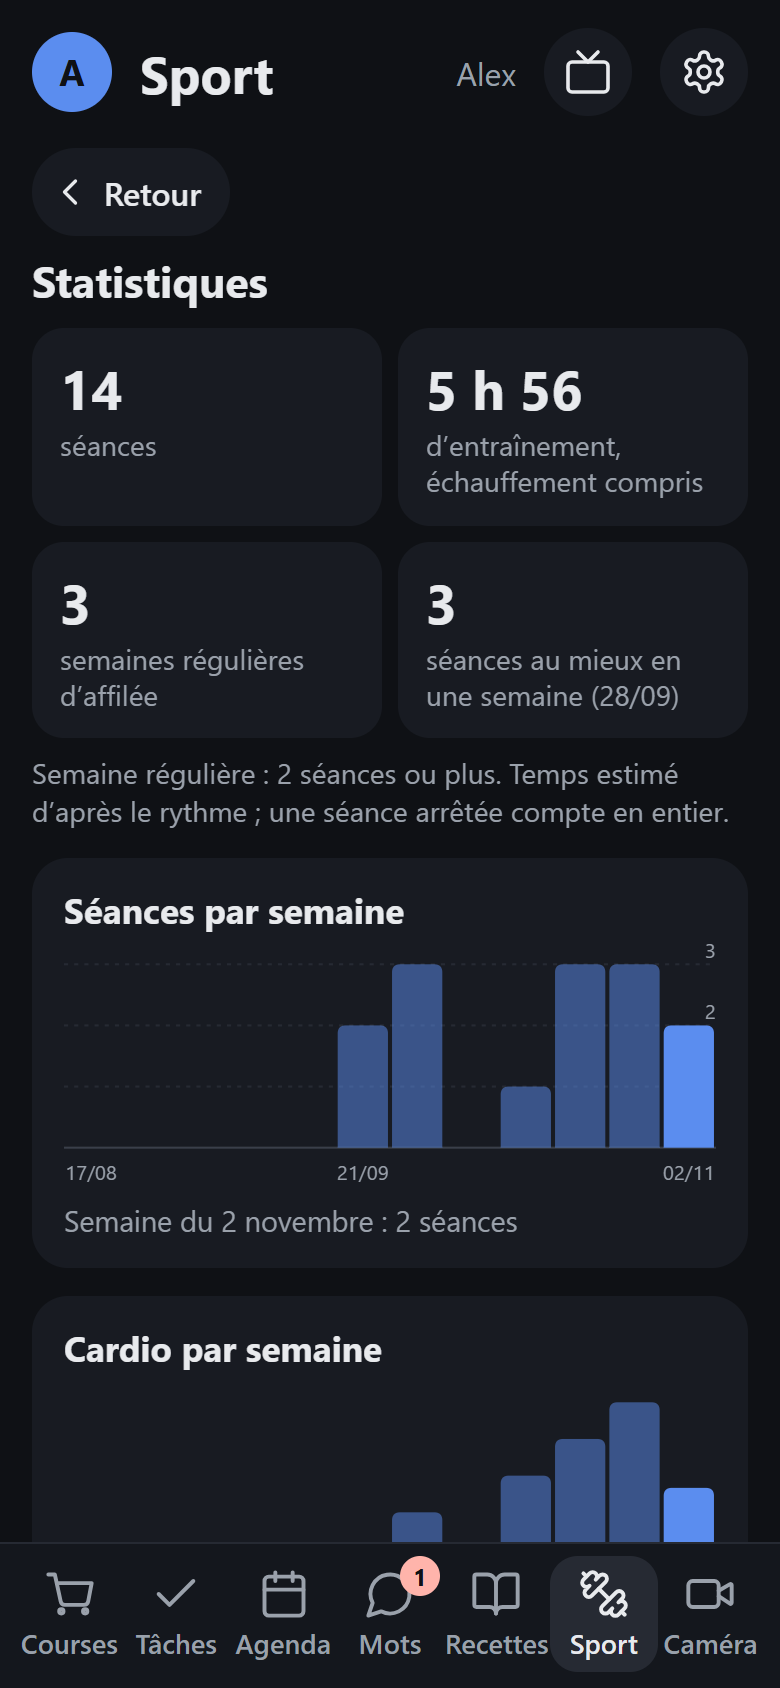 A
Sport
Alex
Retour
Statistiques
14
séances
5 h 56
d’entraînement,
échauffement compris
3
semaines régulières
d’affilée
3
séances au mieux en
une semaine (28/09)
Semaine régulière : 2 séances ou plus. Temps estimé
d’après le rythme ; une séance arrêtée compte en entier.
Séances par semaine
3
2
17/08
21/09
02/11
Semaine du 2 novembre : 2 séances
Cardio par semaine
1
Courses
Tâches
Agenda
Mots
Recettes
Sport
Caméra